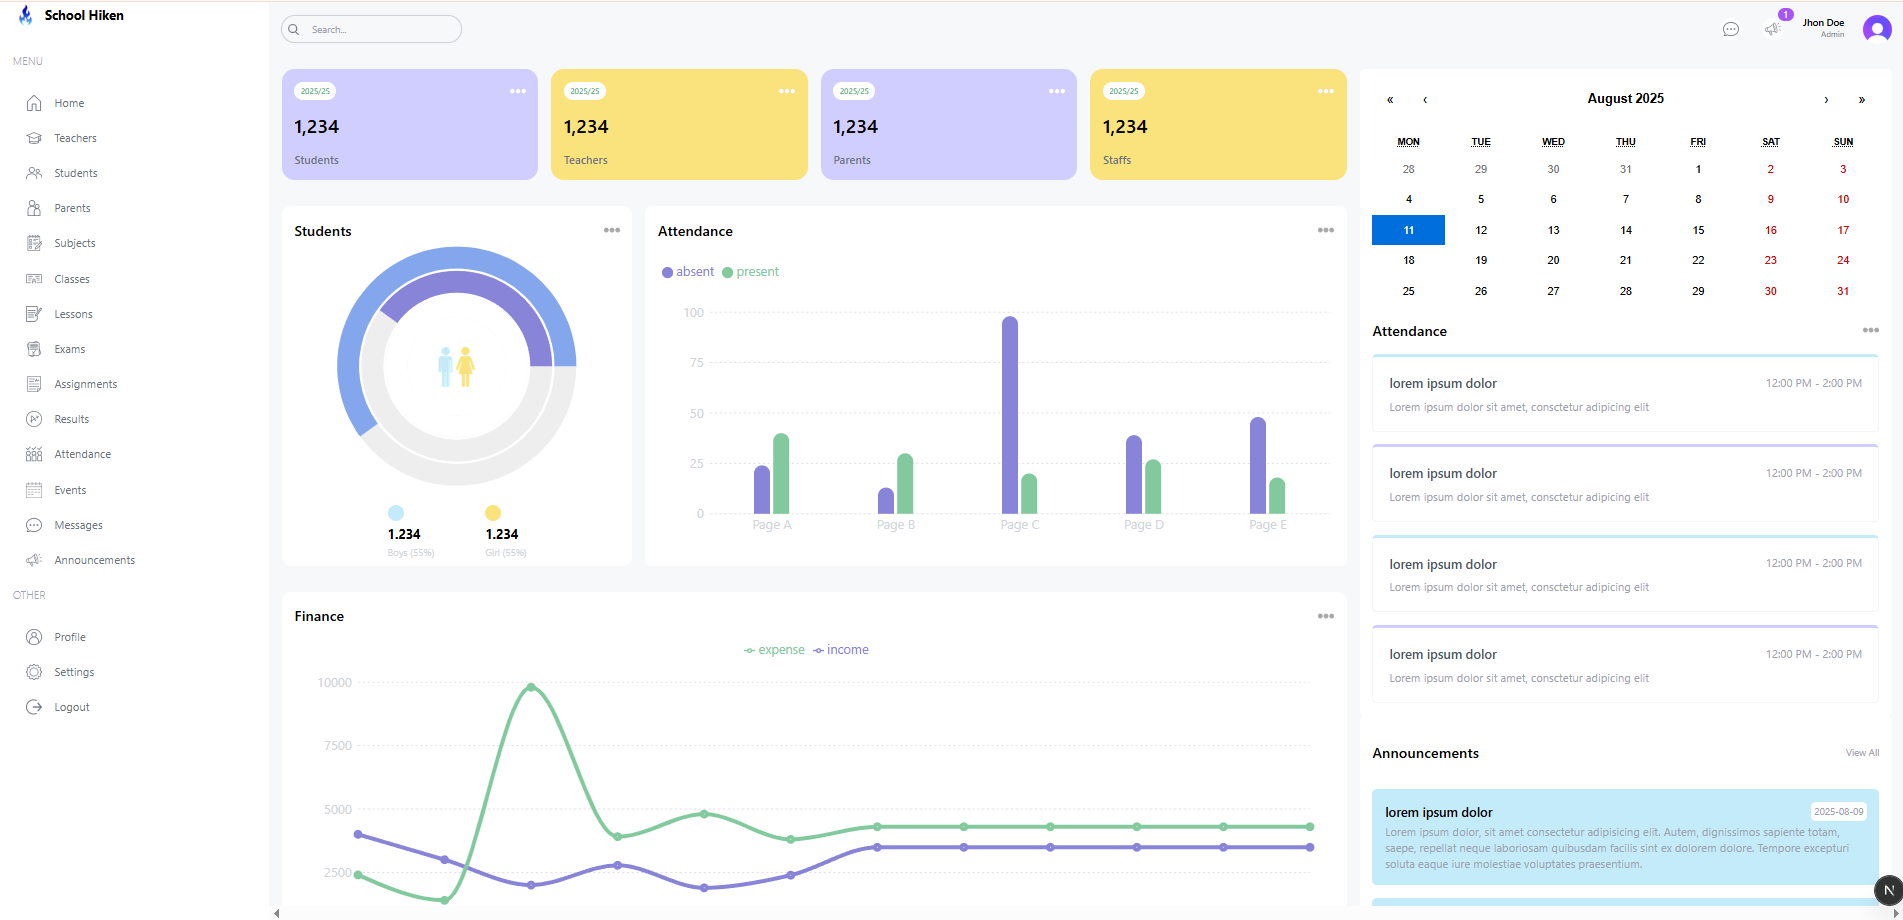 School Hiken
MENU
Home
Teachers
Students
Parents
Subjects
Classes
Lessons
Exams
Assignments
Results
Attendance
Events
Messages
Announcements
OTHER
Profile
Settings
Logout
Search...
1
Jhon Doe
Admin
2025/25
1,234
Students
2025/25
1,234
Teachers
2025/25
1,234
Parents
2025/25
1,234
Staffs
Students
1.234
Boys (55%)
1.234
Girl (55%)
Attendance
absent present
100
75
50
25
0
Page A Page B Page C Page D Page E
Finance
expense income
10000
7500
5000
2500
« ‹ August 2025 › »
MON TUE WED THU FRI SAT SUN
28 29 30 31 1 2 3
4 5 6 7 8 9 10
11 12 13 14 15 16 17
18 19 20 21 22 23 24
25 26 27 28 29 30 31
Attendance
lorem ipsum dolor 12:00 PM - 2:00 PM
Lorem ipsum dolor sit amet, consctetur adipicing elit
lorem ipsum dolor 12:00 PM - 2:00 PM
Lorem ipsum dolor sit amet, consctetur adipicing elit
lorem ipsum dolor 12:00 PM - 2:00 PM
Lorem ipsum dolor sit amet, consctetur adipicing elit
lorem ipsum dolor 12:00 PM - 2:00 PM
Lorem ipsum dolor sit amet, consctetur adipicing elit
Announcements View All
lorem ipsum dolor 2025-08-09
Lorem ipsum dolor, sit amet consectetur adipisicing elit. Autem, dignissimos sapiente totam,
saepe, repellat neque laboriosam quibusdam facilis sint ex dolorem dolore. Tempore excepturi
soluta eaque iure molestiae voluptates praesentium.
N